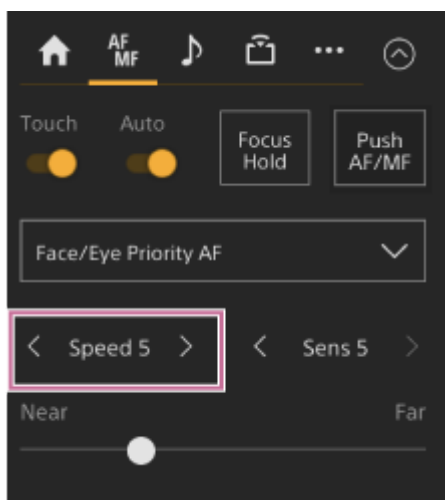 AF
MF
Touch Auto
Focus
Hold
Push
AF/MF
Face/Eye Priority AF
Speed 5
Sens 5
Near Far